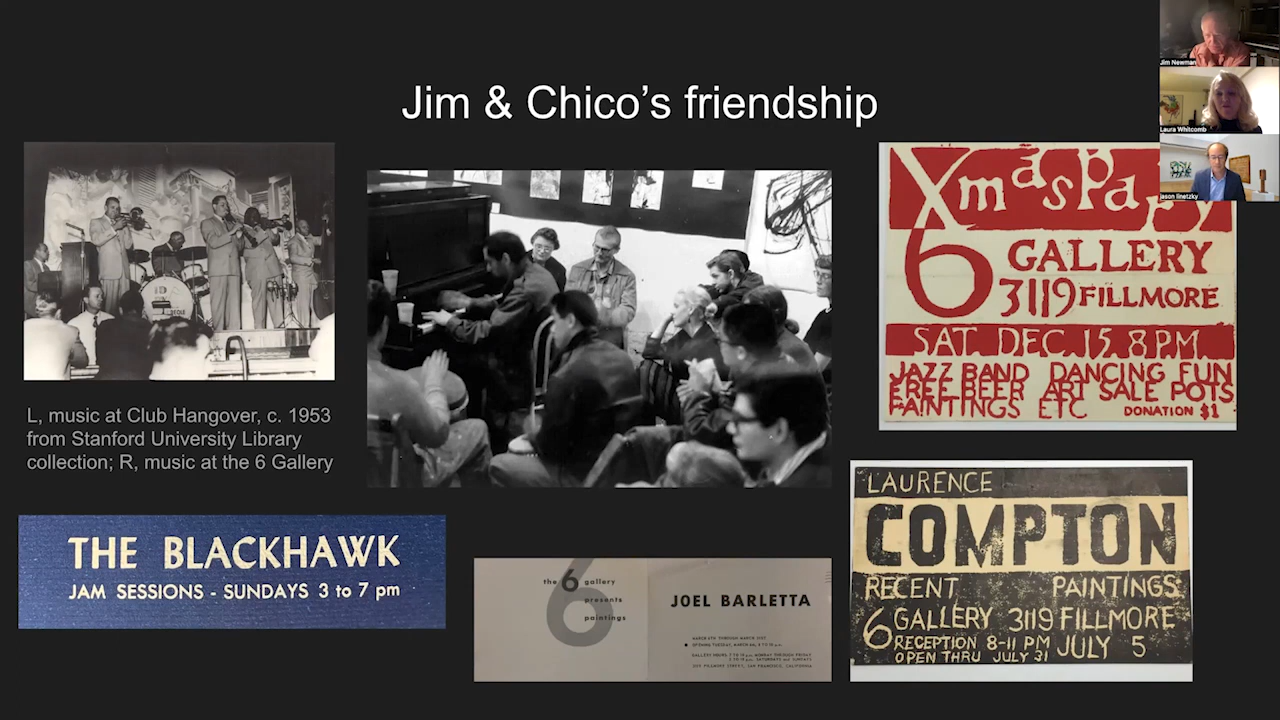 Jim & Chico's friendship
Jim Newman
Laura Whitcomb
jason linetzky
L, music at Club Hangover, c. 1953
from Stanford University Library
collection; R, music at the 6 Gallery
Xmas
6 GALLERY
3119 FILLMORE
SAT. DEC. 15. 8 PM
JAZZ BAND DANCING FUN
FREE BEER ART SALE POTS
PAINTINGS ETC DONATION $1
THE BLACKHAWK
JAM SESSIONS - SUNDAYS 3 to 7 pm
the 6 gallery
presents
paintings
JOEL BARLETTA
LAURENCE
COMPTON
RECENT PAINTINGS
6 GALLERY 3119 FILLMORE
RECEPTION 8-11 PM JULY 5
OPEN THRU JULY 31